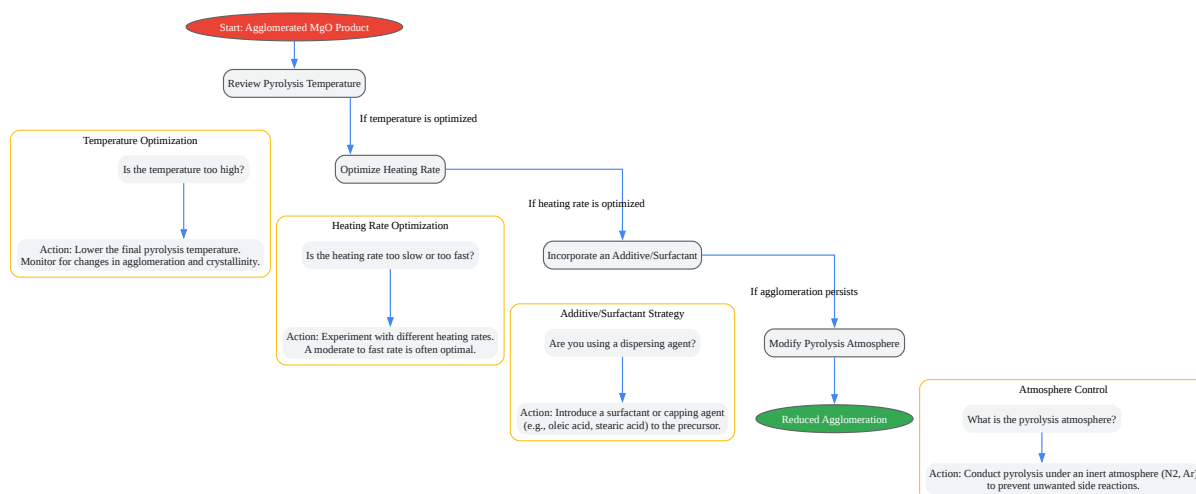 Start: Agglomerated MgO Product
Review Pyrolysis Temperature
If temperature is optimized
Temperature Optimization
Is the temperature too high?
Action: Lower the final pyrolysis temperature.
Monitor for changes in agglomeration and crystallinity.
Optimize Heating Rate
If heating rate is optimized
Heating Rate Optimization
Is the heating rate too slow or too fast?
Action: Experiment with different heating rates.
A moderate to fast rate is often optimal.
Incorporate an Additive/Surfactant
If agglomeration persists
Additive/Surfactant Strategy
Are you using a dispersing agent?
Action: Introduce a surfactant or capping agent
(e.g., oleic acid, stearic acid) to the precursor.
Modify Pyrolysis Atmosphere
Reduced Agglomeration
Atmosphere Control
What is the pyrolysis atmosphere?
Action: Conduct pyrolysis under an inert atmosphere (N2, Ar)
to prevent unwanted side reactions.